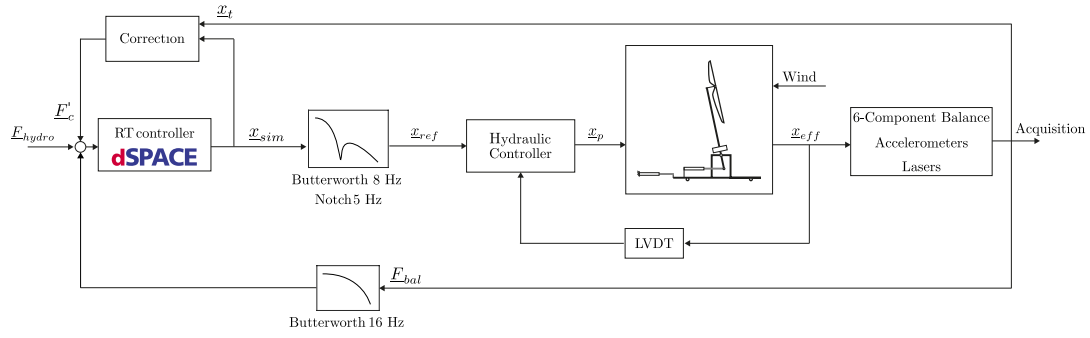 x_t
Correction
F'_c
Wind
F_hydro
RT controller
dSPACE
x_sim
x_ref
Hydraulic
Controller
x_p
x_eff
6-Component Balance
Accelerometers
Lasers
Acquisition
Butterworth 8 Hz
Notch 5 Hz
LVDT
F_bal
Butterworth 16 Hz